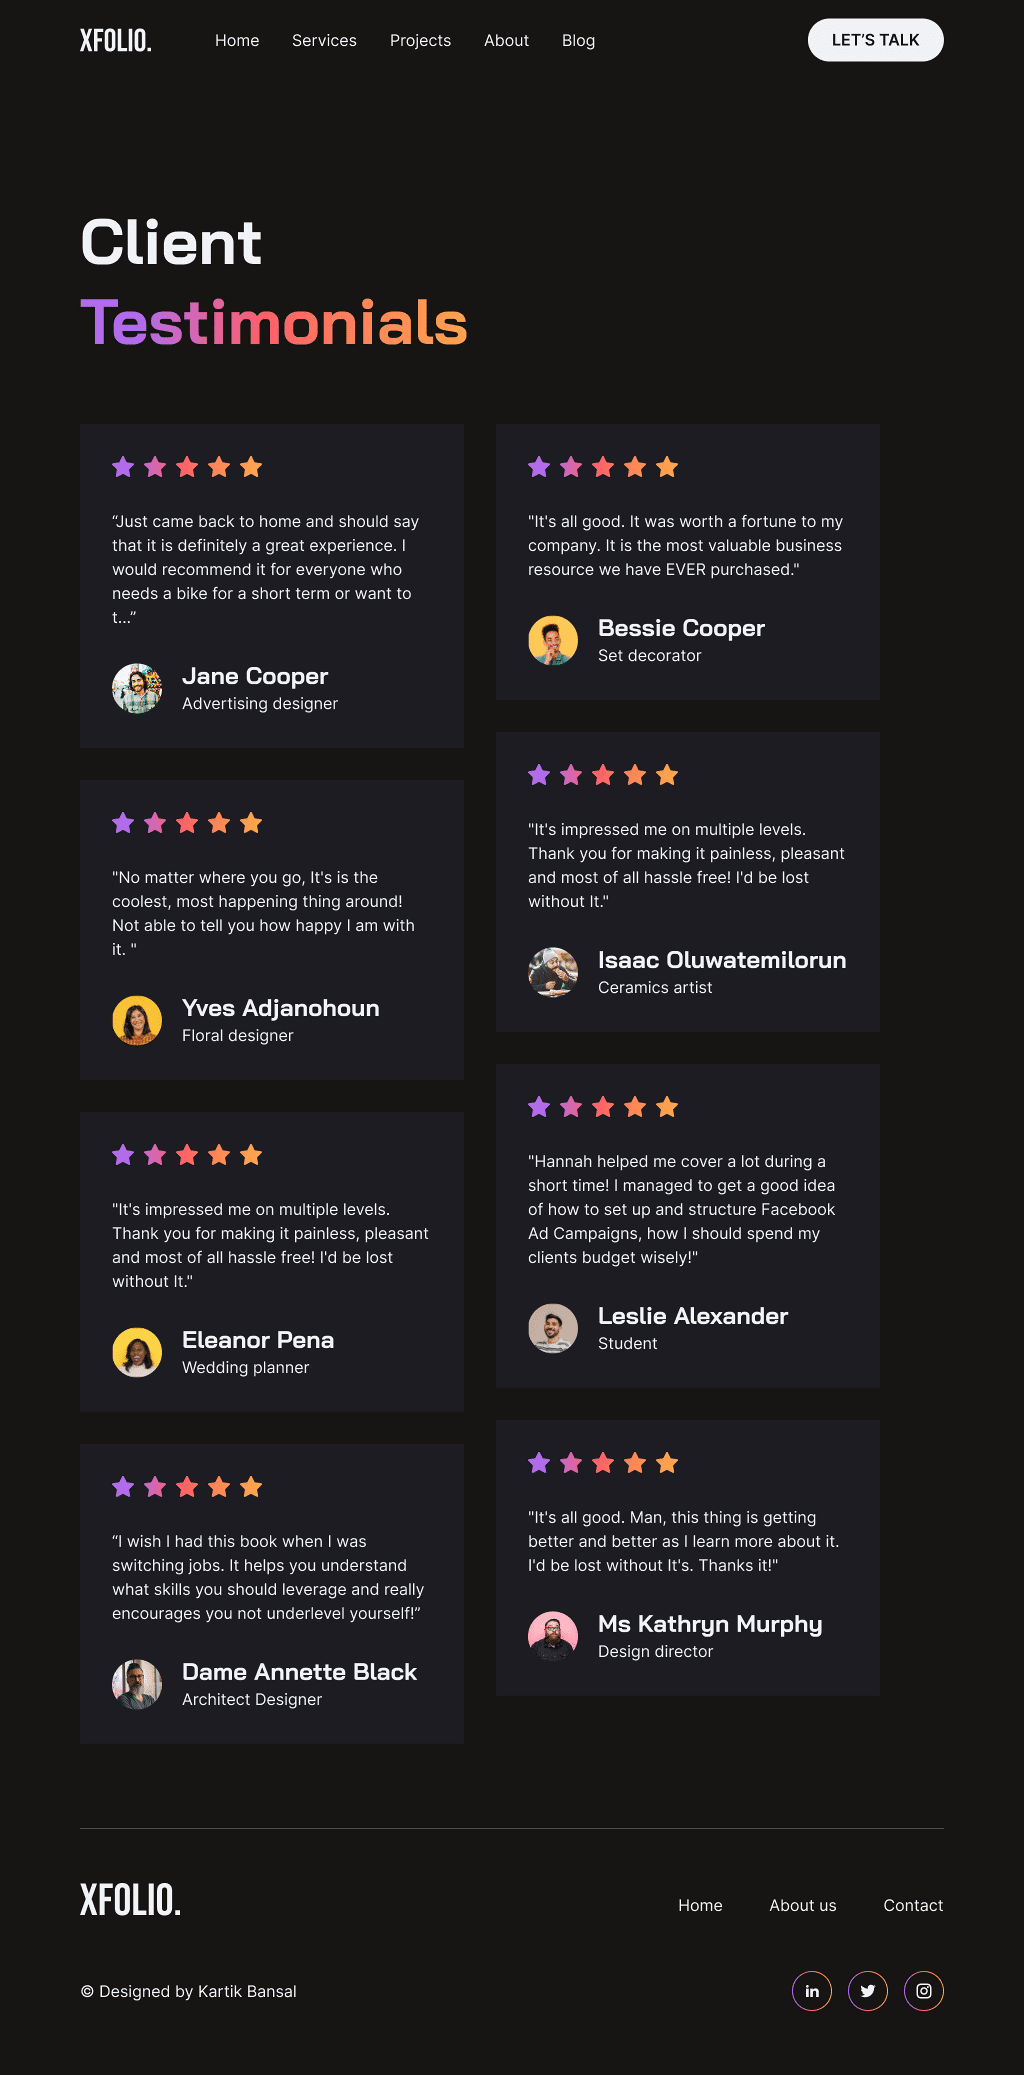 XFOLIO.
Home Services Projects About Blog
LET'S TALK
Client
Testimonials
“Just came back to home and should say
that it is definitely a great experience. I
would recommend it for everyone who
needs a bike for a short term or want to
t...”
Jane Cooper
Advertising designer
"No matter where you go, It's is the
coolest, most happening thing around!
Not able to tell you how happy I am with
it. "
Yves Adjanohoun
Floral designer
"It's impressed me on multiple levels.
Thank you for making it painless, pleasant
and most of all hassle free! I'd be lost
without It."
Eleanor Pena
Wedding planner
“I wish I had this book when I was
switching jobs. It helps you understand
what skills you should leverage and really
encourages you not underlevel yourself!”
Dame Annette Black
Architect Designer
"It's all good. It was worth a fortune to my
company. It is the most valuable business
resource we have EVER purchased."
Bessie Cooper
Set decorator
"It's impressed me on multiple levels.
Thank you for making it painless, pleasant
and most of all hassle free! I'd be lost
without It."
Isaac Oluwatemilorun
Ceramics artist
"Hannah helped me cover a lot during a
short time! I managed to get a good idea
of how to set up and structure Facebook
Ad Campaigns, how I should spend my
clients budget wisely!"
Leslie Alexander
Student
"It's all good. Man, this thing is getting
better and better as I learn more about it.
I'd be lost without It's. Thanks it!"
Ms Kathryn Murphy
Design director
XFOLIO.
Home About us Contact
© Designed by Kartik Bansal
in